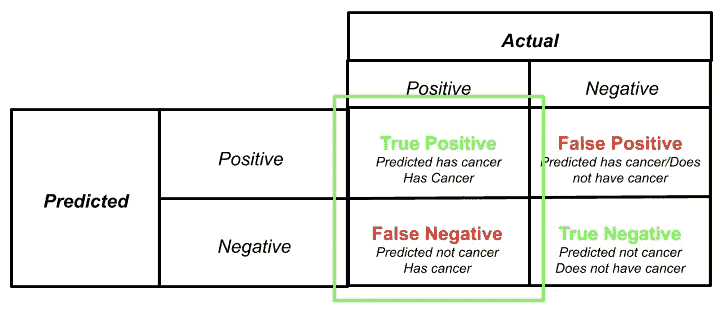 Actual
Positive
Negative
Predicted
Positive
True Positive
Predicted has cancer
Has Cancer
False Positive
Predicted has cancer/Does
not have cancer
Negative
False Negative
Predicted not cancer
Has cancer
True Negative
Predicted not cancer
Does not have cancer